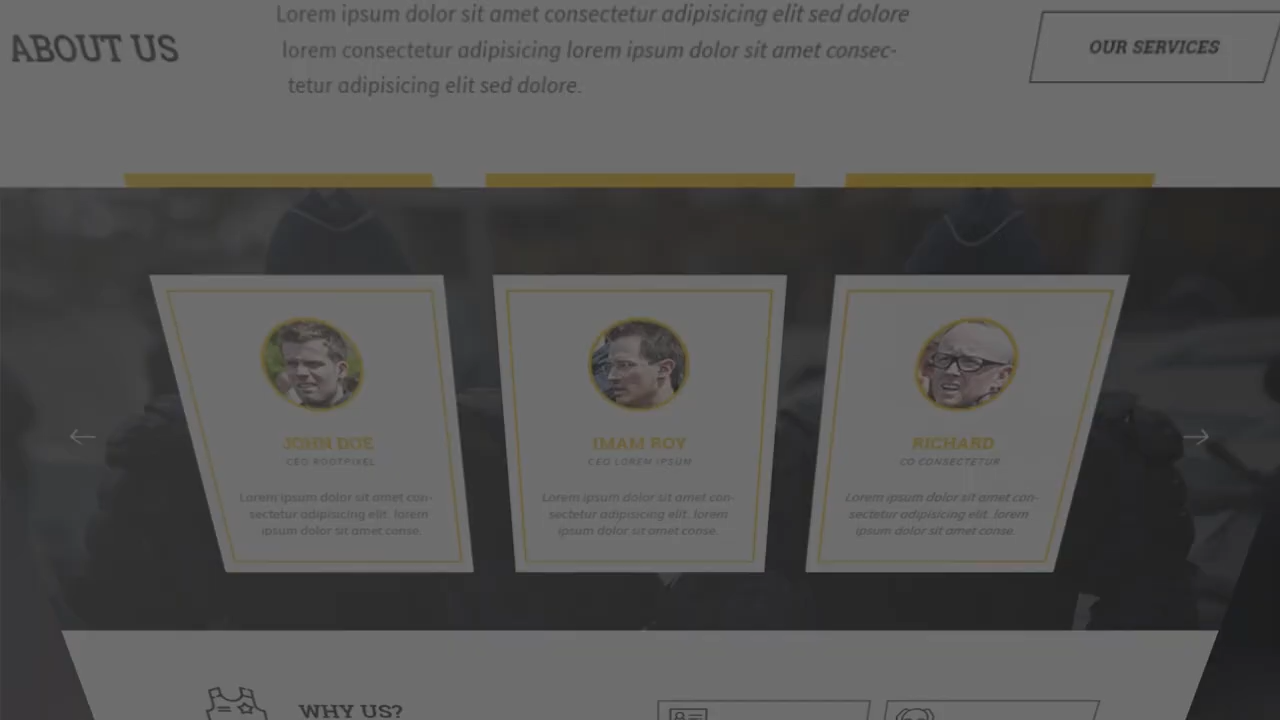 ABOUT US
Lorem ipsum dolor sit amet consectetur adipisicing elit sed dolore
lorem consectetur adipisicing lorem ipsum dolor sit amet consec-
tetur adipisicing elit sed dolore.
OUR SERVICES
JOHN DOE
CEO ROOTPIXEL
Lorem ipsum dolor sit amet con-
sectetur adipisicing elit. lorem
ipsum dolor sit amet conse.
IMAM ROY
CEO LOREM IPSUM
Lorem ipsum dolor sit amet con-
sectetur adipisicing elit. lorem
ipsum dolor sit amet conse.
RICHARD
CO CONSECTETUR
Lorem ipsum dolor sit amet con-
sectetur adipisicing elit. lorem
ipsum dolor sit amet conse.
WHY US?